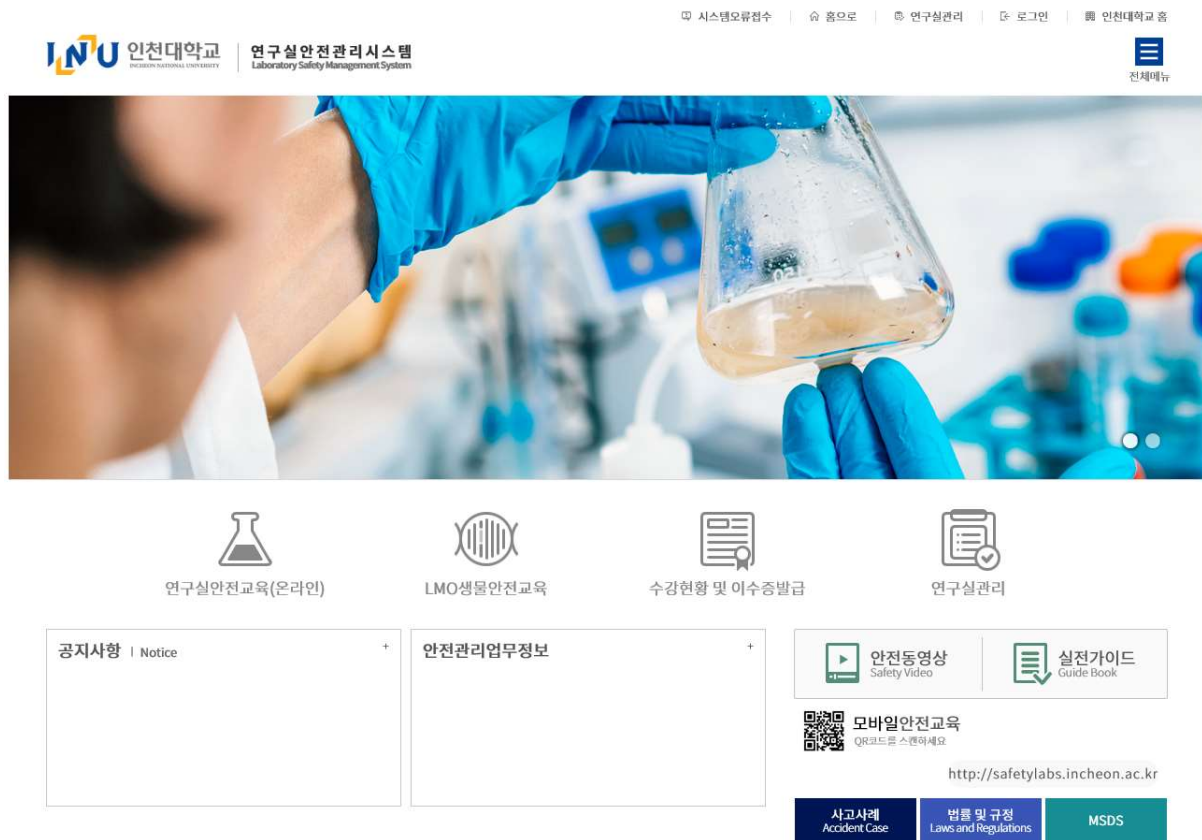 시스템오류접수 홈으로 연구실관리 로그인 인천대학교 홈
INU 인천대학교 연구실안전관리시스템
INCHEON NATIONAL UNIVERSITY Laboratory Safety Management System
전체메뉴
연구실안전교육(온라인) LMO생물안전교육 수강현황 및 이수증발급 연구실관리
공지사항 | Notice +
안전관리업무정보 +
안전동영상
Safety Video
실전가이드
Guide Book
모바일안전교육
QR코드를 스캔하세요
http://safetylabs.incheon.ac.kr
사고사례
Accident Case
법률 및 규정
Laws and Regulations
MSDS